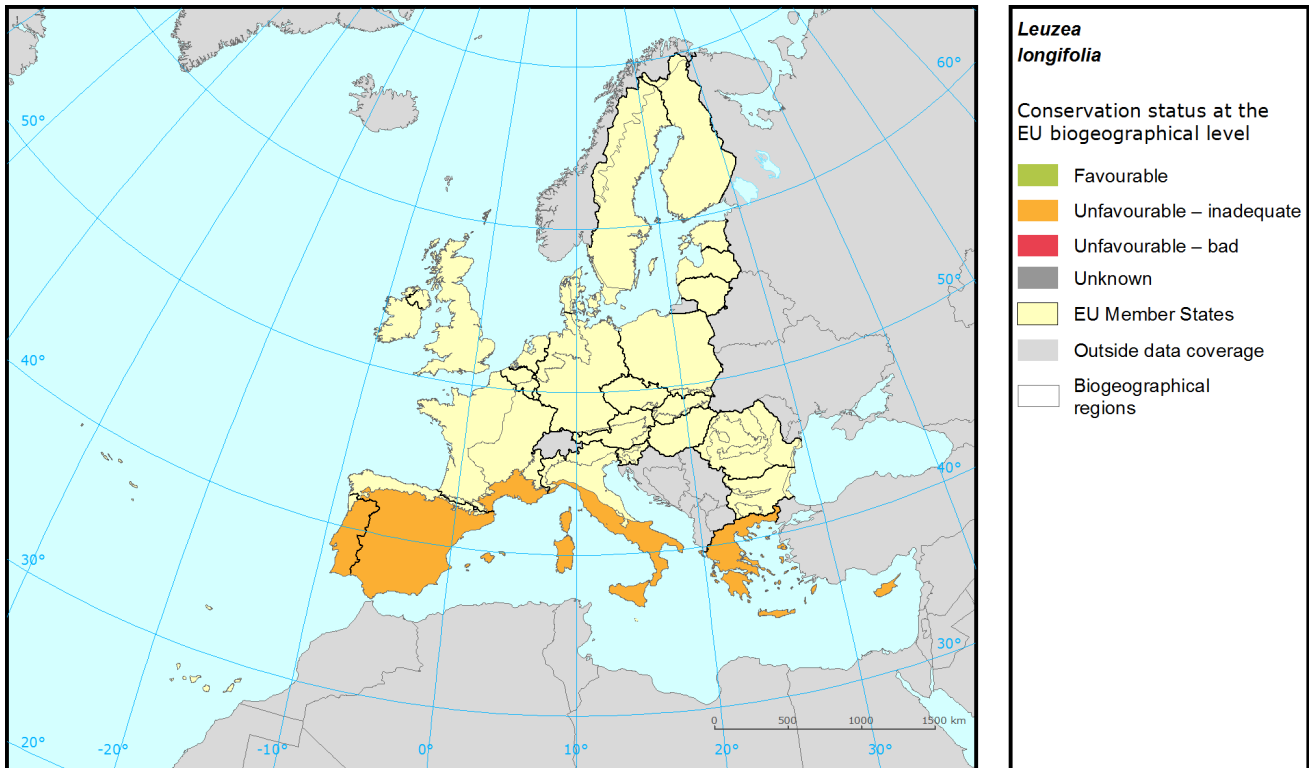 Leuzea
longifolia
Conservation status at the
EU biogeographical level
Favourable
Unfavourable – inadequate
Unfavourable – bad
Unknown
EU Member States
Outside data coverage
Biogeographical
regions
60°
50°
50°
40°
40°
30°
30°
20°
-20°
-10°
0°
10°
20°
30°
0
500
1000
1500 km